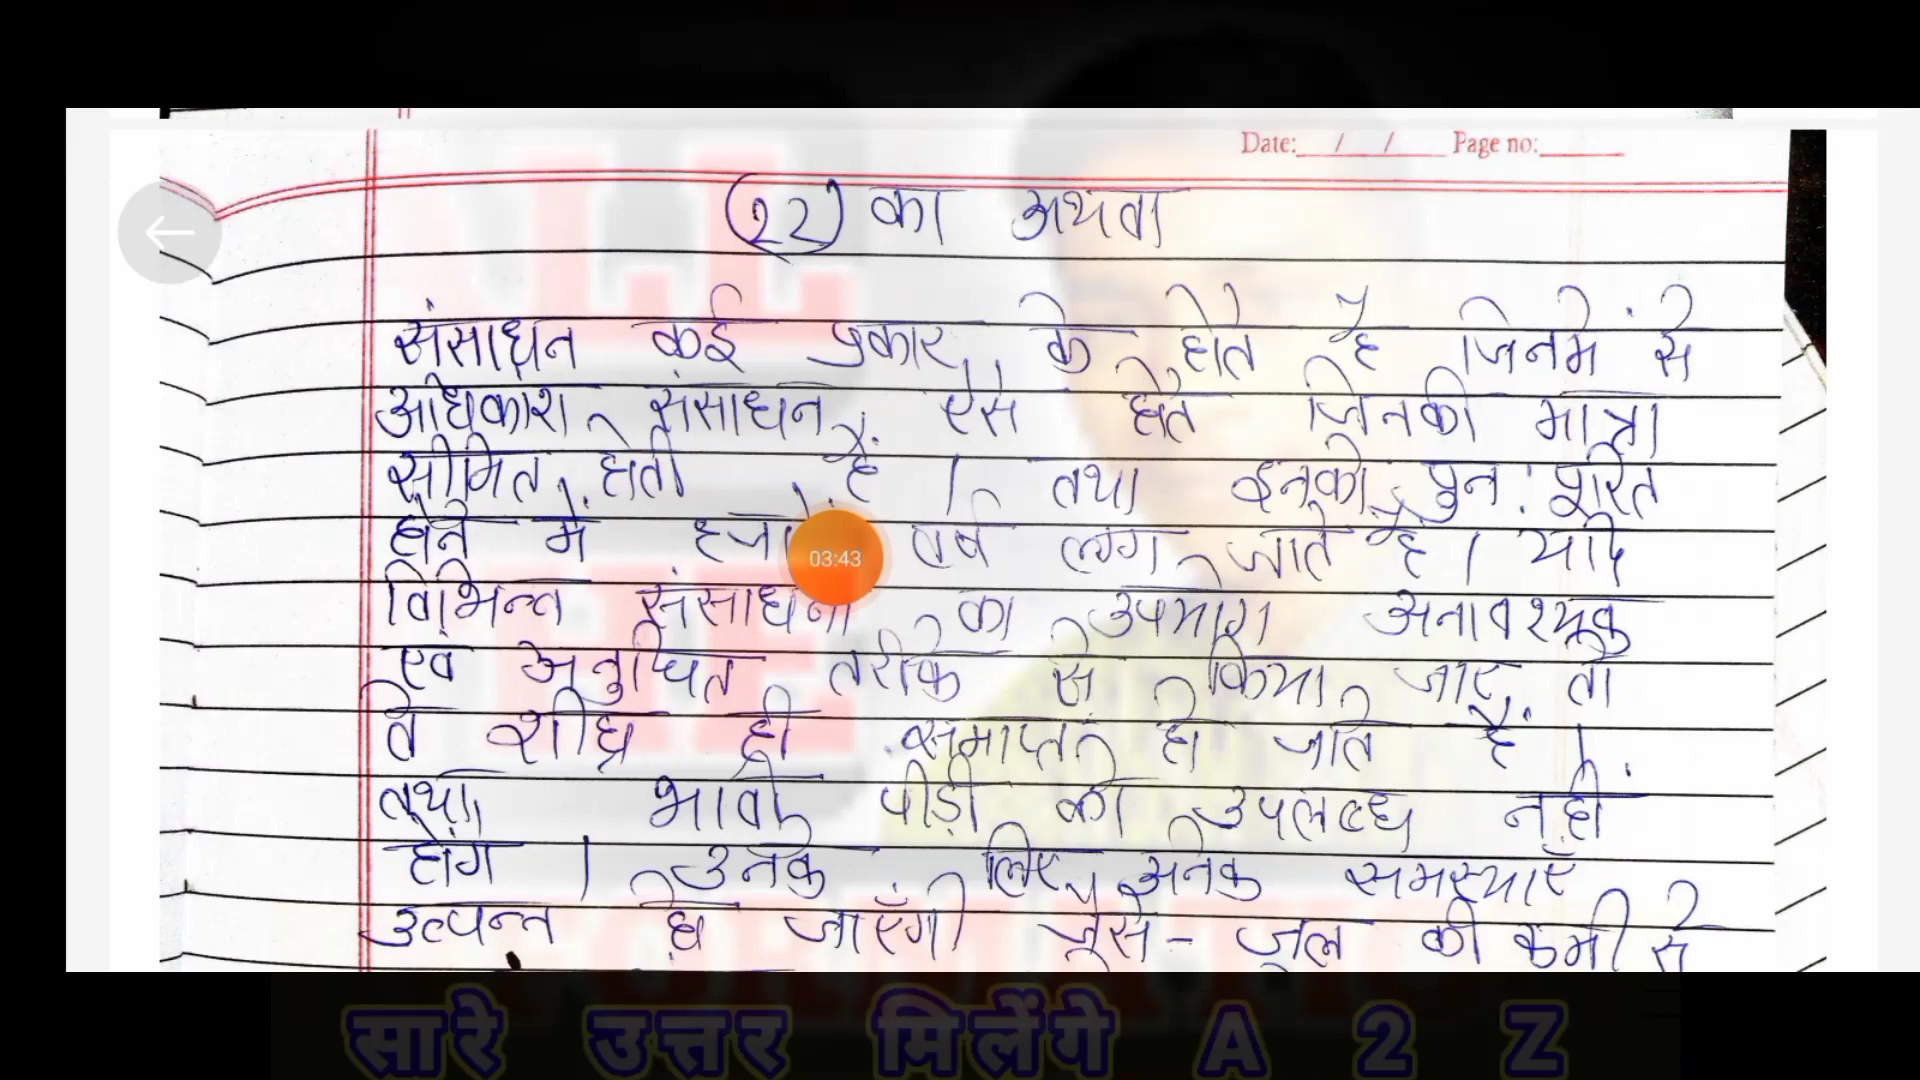 Date: / / Page no:
(22) का अथवा
संसाधन कई प्रकार के होते है जिनमें से
अधिकांश संसाधन ऐसे होते जिनकी मात्रा
सीमित होती है । तथा इनको पुन: पूरित
होने में वर्ष लग जाते है । यदि
विभिन्न संसाधनों का उपभोग अनावश्यक
एवं अनुचित तरीके से किया जाए तो
वे शीघ्र ही समाप्त हो जाते हैं ।
तथा भावी पीढ़ी को उपलब्ध नहीं
होंगे । उनके लिए अनेक समस्याएँ
उत्पन्न हो जाएँगी जैसे - जल की कमी से
03:43
सारे उत्तर मिलेंगे A 2 Z